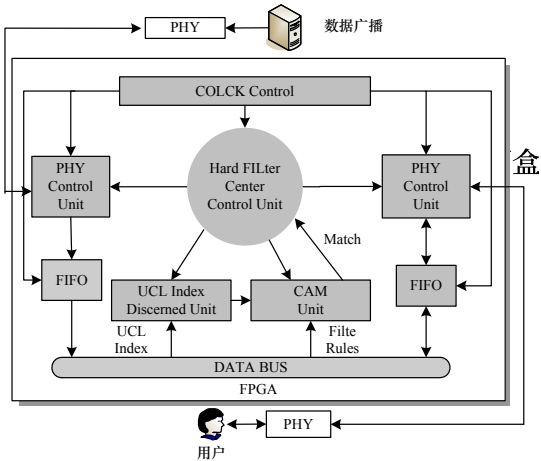 PHY
数据广播
COLCK Control
PHY
Control
Unit
Hard FILter
Center
Control Unit
PHY
Control
Unit
盒
Match
FIFO
UCL Index
Discerned Unit
CAM
Unit
FIFO
UCL
Index
Filte
Rules
DATA BUS
FPGA
PHY
用户